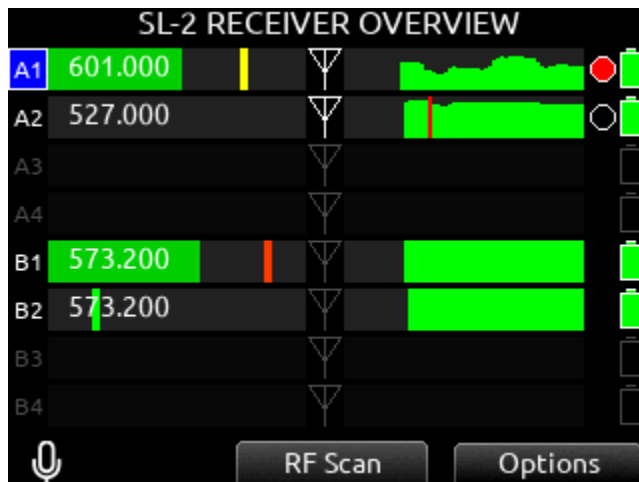 SL-2 RECEIVER OVERVIEW
A1 601.000
A2 527.000
A3
A4
B1 573.200
B2 573.200
B3
B4
RF Scan Options